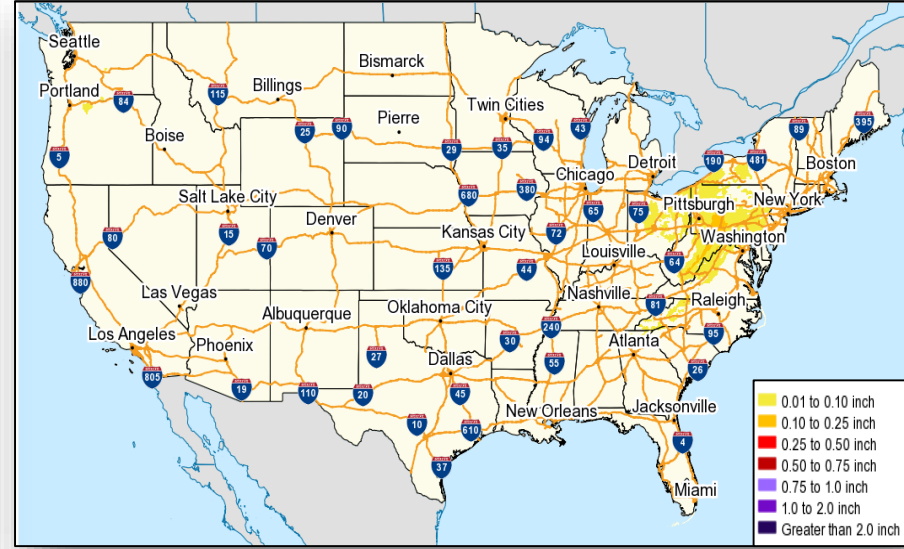 Seattle
Bismarck
Portland
Billings
84
115
Twin Cities
Pierre
Boise
25
90
29
35
94
43
395
89
5
190
481
Boston
Detroit
Chicago
Salt Lake City
680
380
65
75
Pittsburgh
New York
Denver
Kansas City
72
Washington
80
15
70
135
44
Louisville
64
880
Las Vegas
Albuquerque
Oklahoma City
Nashville
81
Raleigh
Los Angeles
Phoenix
240
95
27
30
Atlanta
Dallas
55
805
19
110
20
45
26
New Orleans
Jacksonville
10
610
4
37
Miami
0.01 to 0.10 inch
0.10 to 0.25 inch
0.25 to 0.50 inch
0.50 to 0.75 inch
0.75 to 1.0 inch
1.0 to 2.0 inch
Greater than 2.0 inch